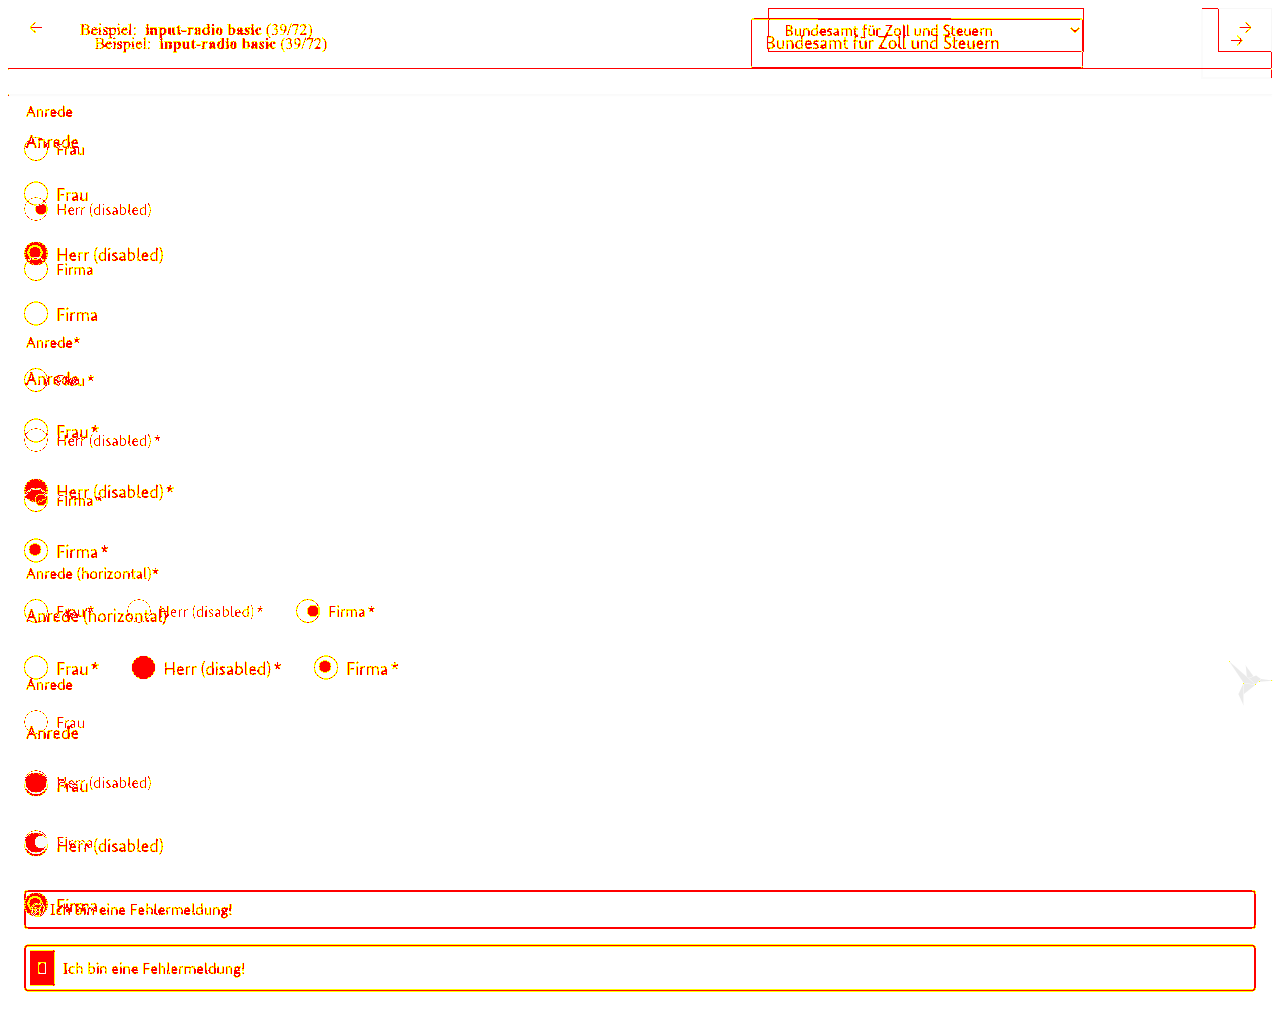 Beispiel: input-radio basic (39/72)
Bundesamt für Zoll und Steuern
Beispiel: input-radio basic (39/72)
Bundesamt für Zoll und Steuern
Anrede
Anrede
Frau
Frau
Herr (disabled)
Herr (disabled)
Firma
Firma
Anrede*
Anrede
Frau*
Frau*
Herr (disabled)*
Herr (disabled)*
Firma*
Firma*
Anrede (horizontal)*
Frau* Herr (disabled)* Firma*
Anrede (horizontal)
Frau* Herr (disabled)* Firma*
Anrede
Frau
Anrede
Herr (disabled)
Frau
Firma
Herr (disabled)
Firma
Ich bin eine Fehlermeldung!
Ich bin eine Fehlermeldung!